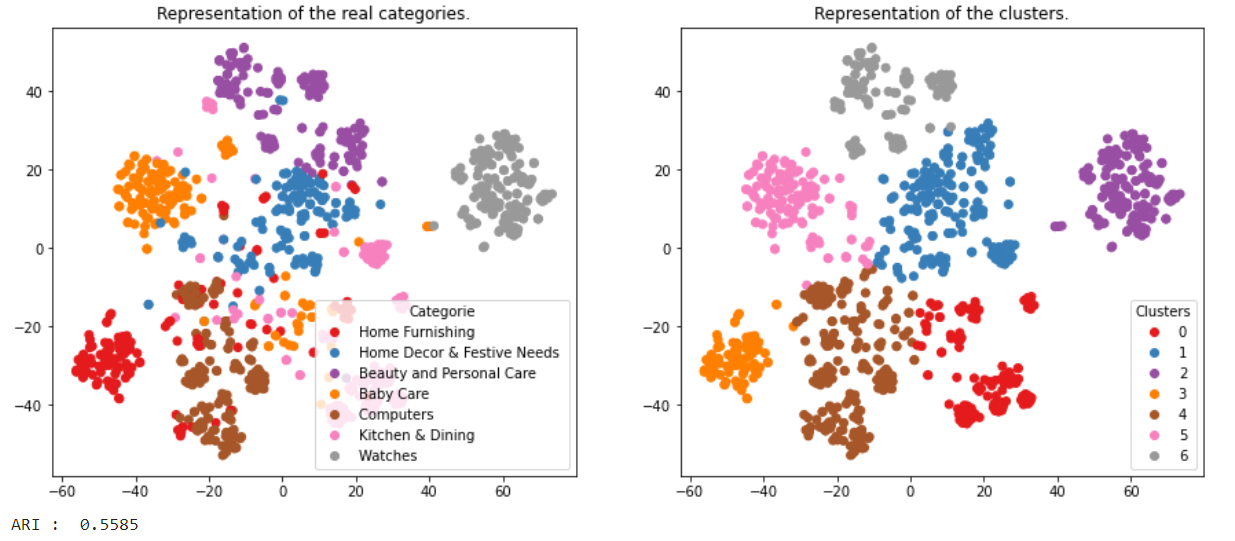 Representation of the real categories.
40
20
0
−20
−40
−60
−40
−20
0
20
40
60
Categorie
Home Furnishing
Home Decor & Festive Needs
Beauty and Personal Care
Baby Care
Computers
Kitchen & Dining
Watches
Representation of the clusters.
40
20
0
−20
−40
−60
−40
−20
0
20
40
60
Clusters
0
1
2
3
4
5
6
ARI :  0.5585